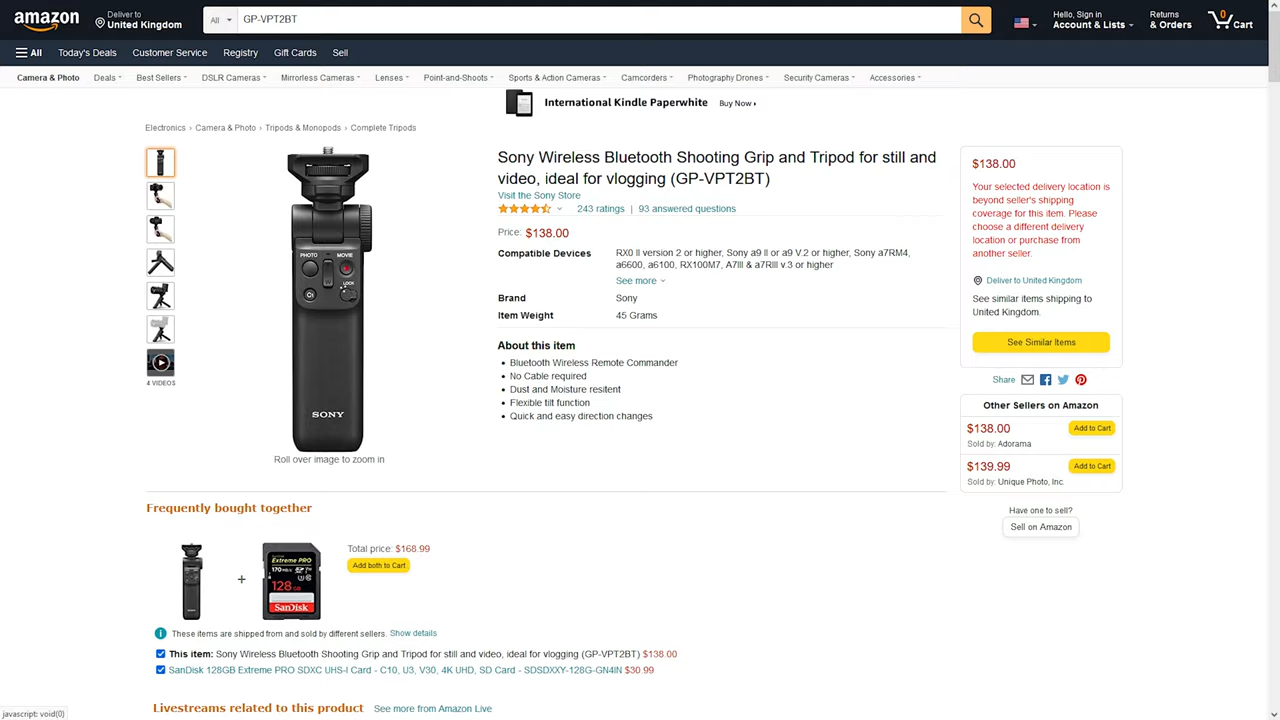 amazon
Deliver to
United Kingdom
All
GP-VPT2BT
Hello, Sign in
Account & Lists
Returns
& Orders
0
Cart
All
Today's Deals
Customer Service
Registry
Gift Cards
Sell
Camera & Photo
Deals
Best Sellers
DSLR Cameras
Mirrorless Cameras
Lenses
Point-and-Shoots
Sports & Action Cameras
Camcorders
Photography Drones
Security Cameras
Accessories
International Kindle Paperwhite
Buy Now
Electronics › Camera & Photo › Tripods & Monopods › Complete Tripods
4 VIDEOS
PHOTO
MOVIE
LOCK
C1
SONY
Roll over image to zoom in
Sony Wireless Bluetooth Shooting Grip and Tripod for still and
video, ideal for vlogging (GP-VPT2BT)
Visit the Sony Store
243 ratings | 93 answered questions
Price: $138.00
Compatible Devices
RX0 II version 2 or higher, Sony a9 II or a9 V.2 or higher, Sony a7RM4,
a6600, a6100, RX100M7, A7III & a7RIII v.3 or higher
See more
Brand
Sony
Item Weight
45 Grams
About this item
• Bluetooth Wireless Remote Commander
• No Cable required
• Dust and Moisture resitent
• Flexible tilt function
• Quick and easy direction changes
$138.00
Your selected delivery location is
beyond seller's shipping
coverage for this item. Please
choose a different delivery
location or purchase from
another seller.
Deliver to United Kingdom
See similar items shipping to
United Kingdom.
See Similar Items
Share
Other Sellers on Amazon
$138.00
Add to Cart
Sold by: Adorama
$139.99
Add to Cart
Sold by: Unique Photo, Inc.
Have one to sell?
Sell on Amazon
Frequently bought together
+
SanDisk
Extreme PRO
170 MB/s
128 GB
SanDisk
Total price: $168.99
Add both to Cart
These items are shipped from and sold by different sellers. Show details
This item: Sony Wireless Bluetooth Shooting Grip and Tripod for still and video, ideal for vlogging (GP-VPT2BT) $138.00
SanDisk 128GB Extreme PRO SDXC UHS-I Card - C10, U3, V30, 4K UHD, SD Card - SDSDXXY-128G-GN4IN $30.99
Livestreams related to this product
See more from Amazon Live
javascript: void(0)